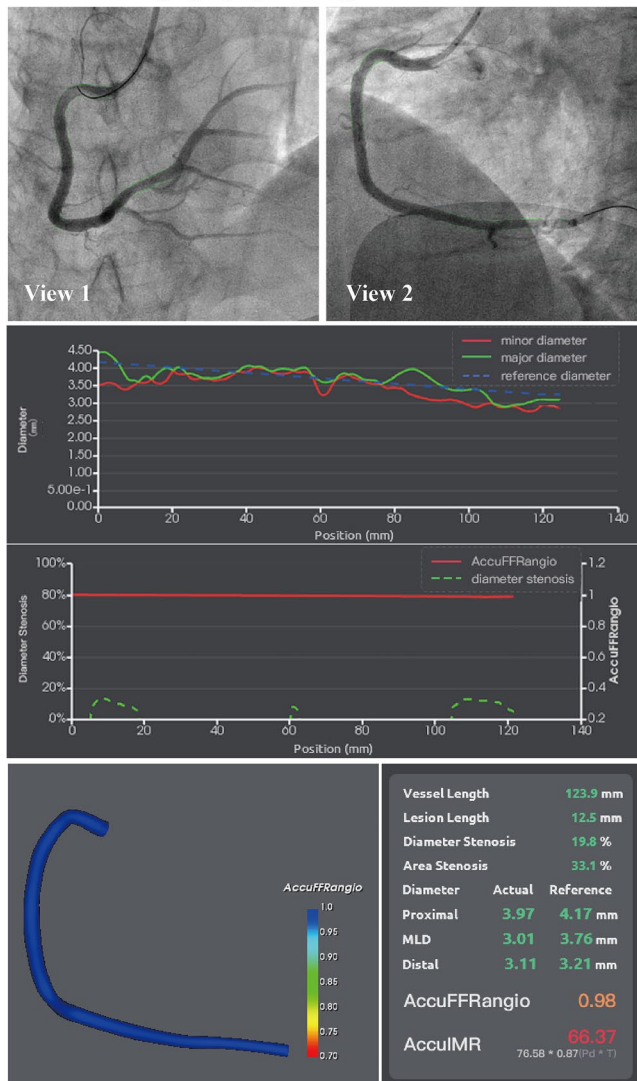 View 1
View 2
minor diameter
major diameter
reference diameter
4.50
4.00
3.50
3.00
2.50
2.00
1.50
1.00
5.00e-1
0.00
Diameter
(mm)
0 20 40 60 80 100 120 140
Position (mm)
AccuFFRangio
diameter stenosis
100%
80%
60%
40%
20%
0%
Diameter Stenosis
1.2
1
0.8
0.6
0.4
0.2
AccuFFRangio
0 20 40 60 80 100 120 140
Position (mm)
AccuFFRangio
1.0
0.95
0.90
0.85
0.80
0.75
0.70
Vessel Length 123.9 mm
Lesion Length 12.5 mm
Diameter Stenosis 19.8 %
Area Stenosis 33.1 %
Diameter Actual Reference
Proximal 3.97 4.17 mm
MLD 3.01 3.76 mm
Distal 3.11 3.21 mm
AccuFFRangio 0.98
AccuIMR 66.37
76.58 * 0.87(Pd * T)